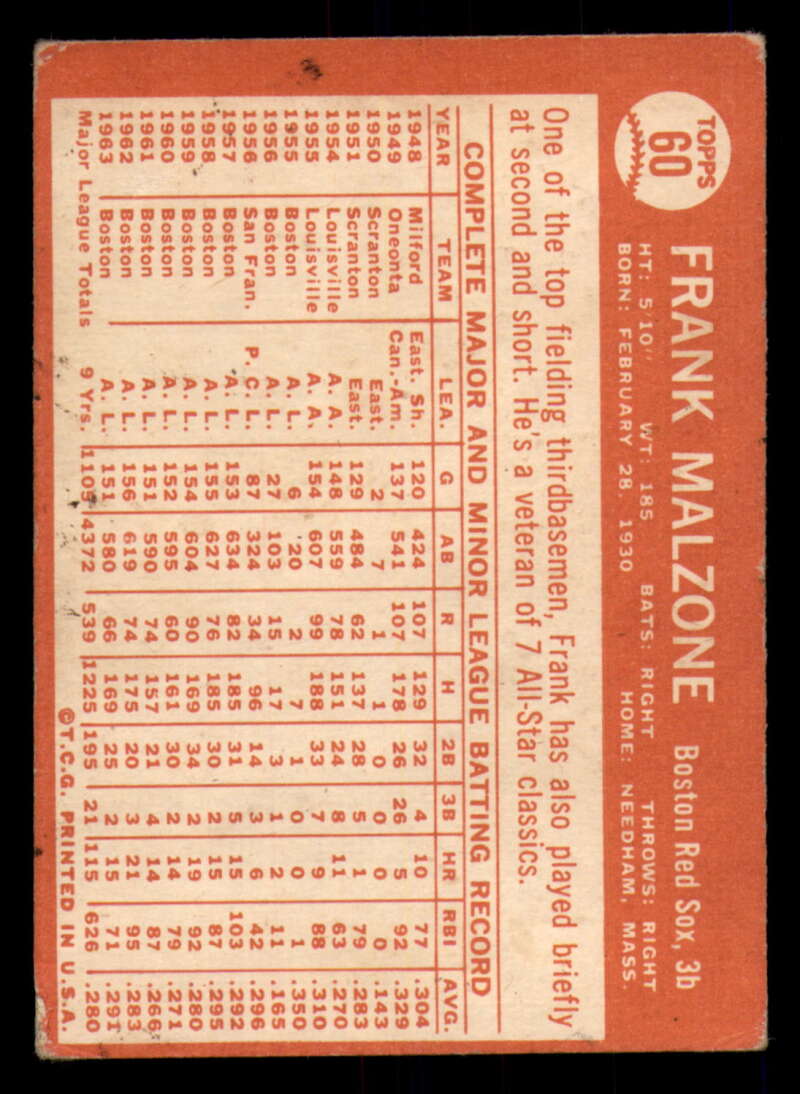 TOPPS
60
FRANK MALZONE Boston Red Sox, 3b
HT: 5'10" WT: 185 BATS: RIGHT THROWS: RIGHT
BORN: FEBRUARY 28, 1930 HOME: NEEDHAM, MASS.
One of the top fielding thirdbasemen, Frank has also played briefly
at second and short. He's a veteran of 7 All-Star classics.
COMPLETE MAJOR AND MINOR LEAGUE BATTING RECORD
YEAR TEAM LEA. G AB R H 2B 3B HR RBI AVG.
1948 Milford East. Sh. 120 424 107 129 32 4 10 77 .304
1949 Oneonta Can.-Am. 137 541 107 178 26 26 5 92 .329
1950 Scranton East. 2 7 1 1 0 0 0 0 .143
1951 Scranton East. 129 484 62 137 28 5 1 79 .283
1954 Louisville A. A. 148 559 78 151 24 8 11 63 .270
1955 Louisville A. A. 154 607 99 188 33 7 9 88 .310
1955 Boston A. L. 6 20 2 7 1 0 0 1 .350
1956 Boston A. L. 27 103 15 17 3 1 2 11 .165
1956 San Fran. P. C. L. 87 324 34 96 14 3 6 42 .296
1957 Boston A. L. 153 634 82 185 31 5 15 103 .292
1958 Boston A. L. 155 627 76 185 30 2 15 87 .295
1959 Boston A. L. 154 604 90 169 34 2 19 92 .280
1960 Boston A. L. 152 595 60 161 30 2 14 79 .271
1961 Boston A. L. 151 590 74 157 21 4 14 87 .266
1962 Boston A. L. 156 619 74 175 20 3 21 95 .283
1963 Boston A. L. 151 580 66 169 25 2 15 71 .291
Major League Totals 9 Yrs. 1105 4372 539 1225 195 21 115 626 .280
©T.C.G. PRINTED IN U.S.A.